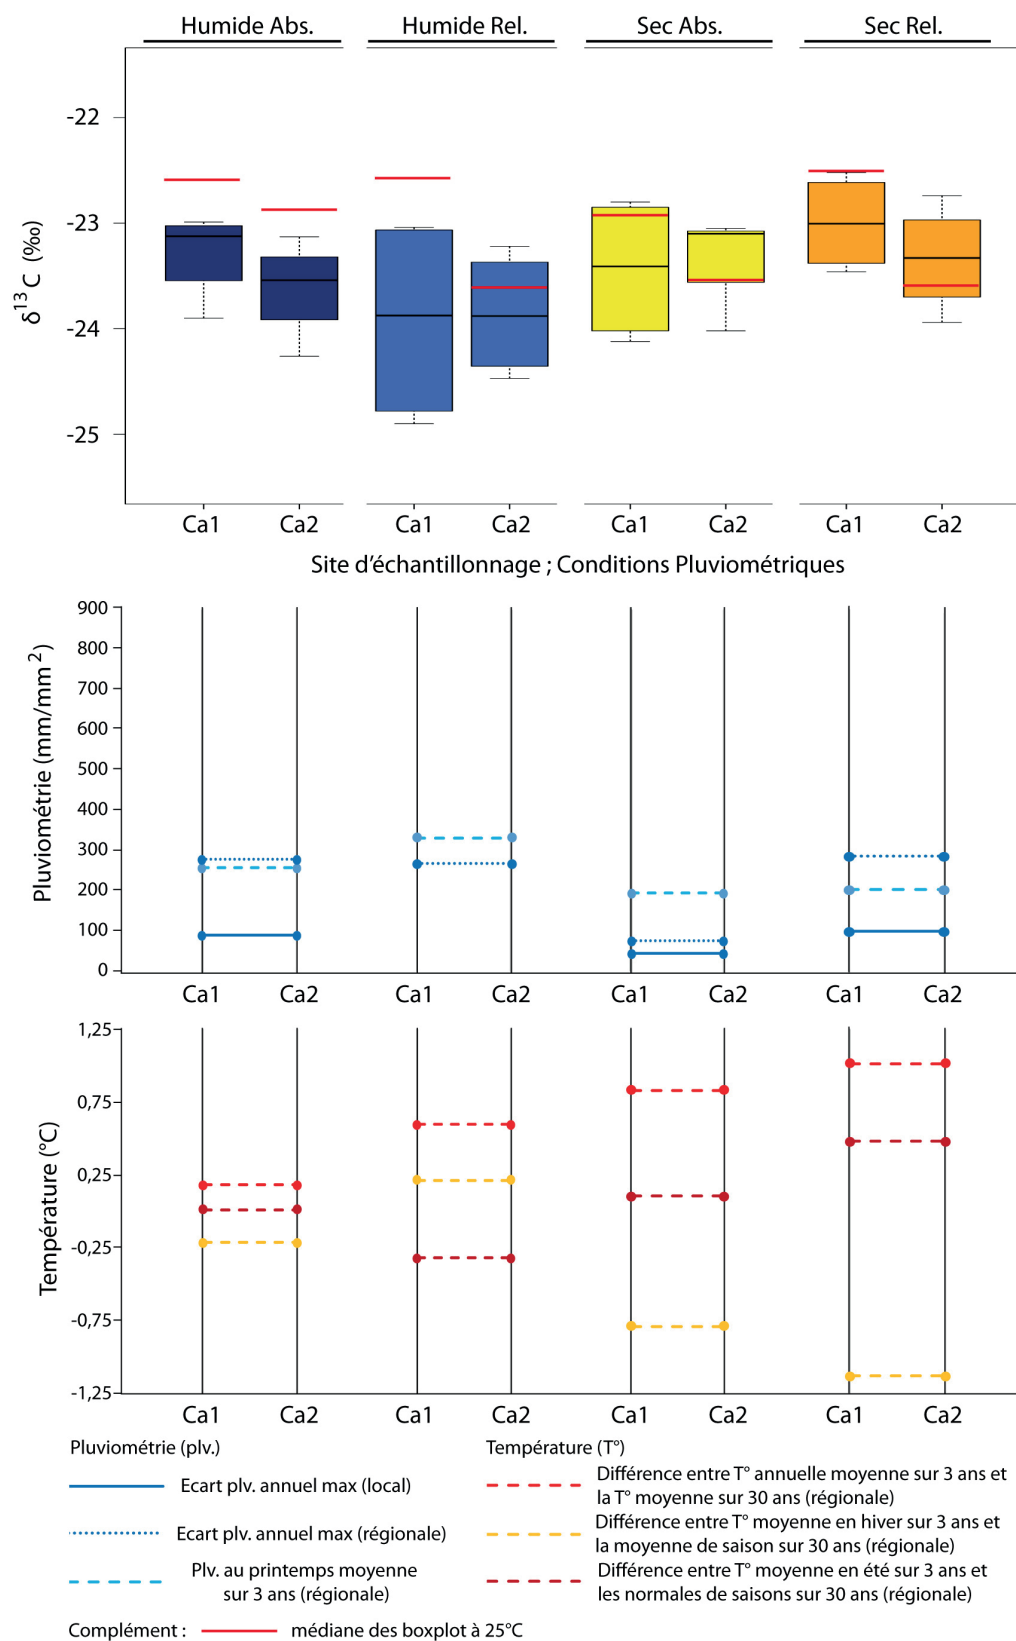 Humide Abs. Humide Rel. Sec Abs. Sec Rel.
-22
-23
-24
-25
δ13 C (‰)
Ca1 Ca2 Ca1 Ca2 Ca1 Ca2 Ca1 Ca2
Site d'échantillonnage ; Conditions Pluviométriques
900
800
700
600
500
400
300
200
100
0
Pluviométrie (mm/mm 2)
Ca1 Ca2 Ca1 Ca2 Ca1 Ca2 Ca1 Ca2
1,25
0,75
0,25
-0,25
-0,75
-1,25
Température (°C)
Ca1 Ca2 Ca1 Ca2 Ca1 Ca2 Ca1 Ca2
Pluviométrie (plv.)
Ecart plv. annuel max (local)
Ecart plv. annuel max (régionale)
Plv. au printemps moyenne
sur 3 ans (régionale)
Température (T°)
Différence entre T° annuelle moyenne sur 3 ans et
la T° moyenne sur 30 ans (régionale)
Différence entre T° moyenne en hiver sur 3 ans et
la moyenne de saison sur 30 ans (régionale)
Différence entre T° moyenne en été sur 3 ans et
les normales de saisons sur 30 ans (régionale)
Complément : médiane des boxplot à 25°C